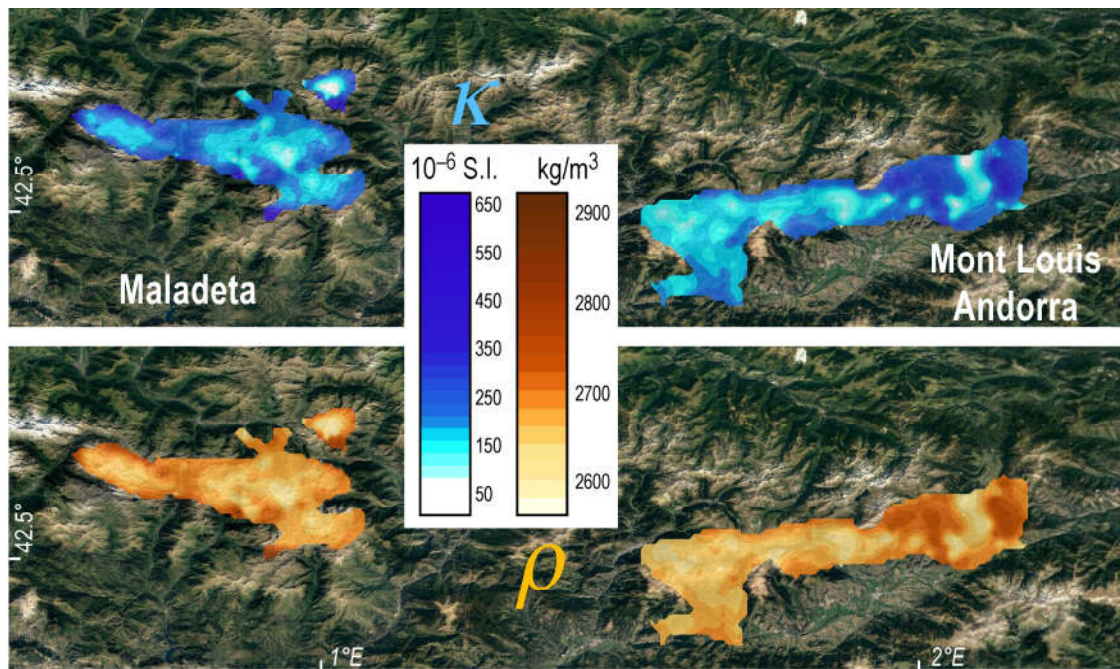 κ
10⁻⁶ S.I.
kg/m³
650
550
450
350
250
150
50
2900
2800
2700
2600
42.5°
Maladeta
Mont Louis
Andorra
42.5°
ρ
1°E
2°E